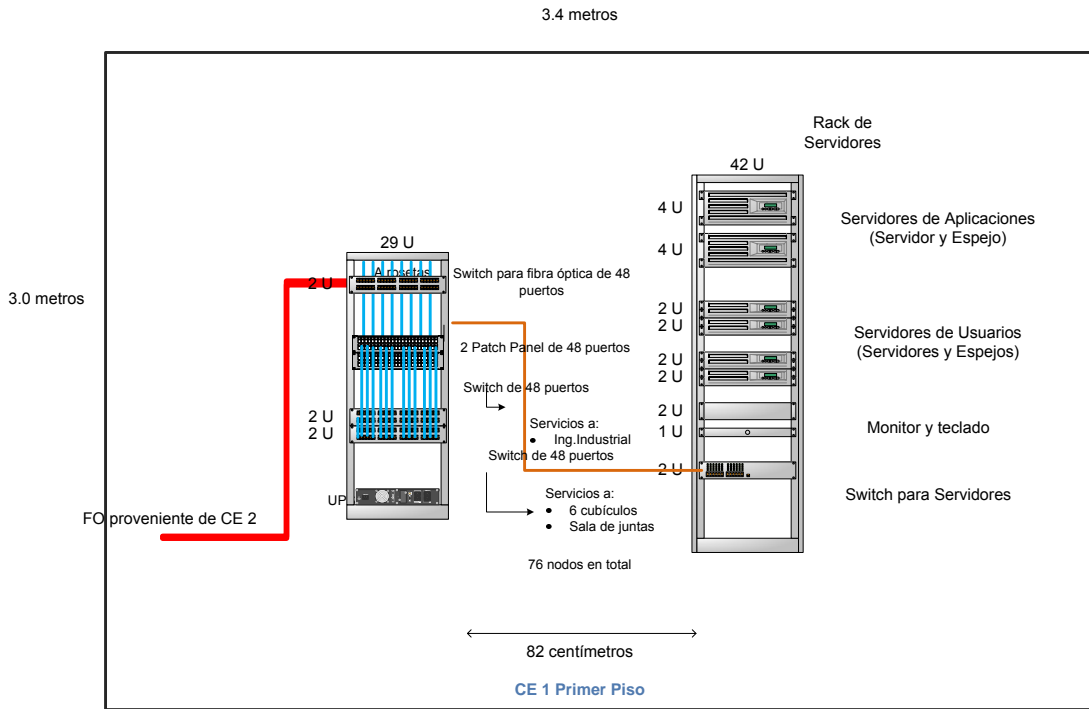 3.4 metros
3.0 metros
Rack de
Servidores
42 U
4 U
4 U
Servidores de Aplicaciones
(Servidor y Espejo)
29 U
A rosetas
2 U
Switch para fibra óptica de 48
puertos
2 U
2 U
2 U
2 U
Servidores de Usuarios
(Servidores y Espejos)
2 Patch Panel de 48 puertos
Switch de 48 puertos
2 U
2 U
Servicios a:
• Ing.Industrial
Switch de 48 puertos
2 U
1 U
Monitor y teclado
2 U
Switch para Servidores
UP
FO proveniente de CE 2
Servicios a:
• 6 cubículos
• Sala de juntas
76 nodos en total
82 centímetros
CE 1 Primer Piso